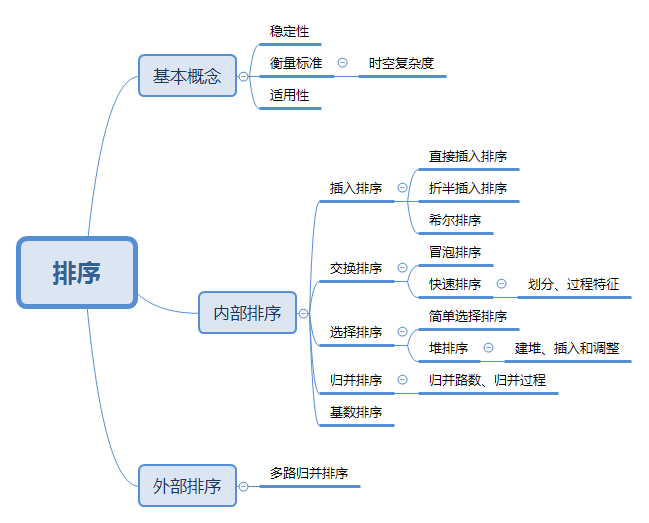 排序
基本概念
稳定性
衡量标准
时空复杂度
适用性
内部排序
插入排序
直接插入排序
折半插入排序
希尔排序
交换排序
冒泡排序
快速排序
划分、过程特征
选择排序
简单选择排序
堆排序
建堆、插入和调整
归并排序
归并路数、归并过程
基数排序
外部排序
多路归并排序